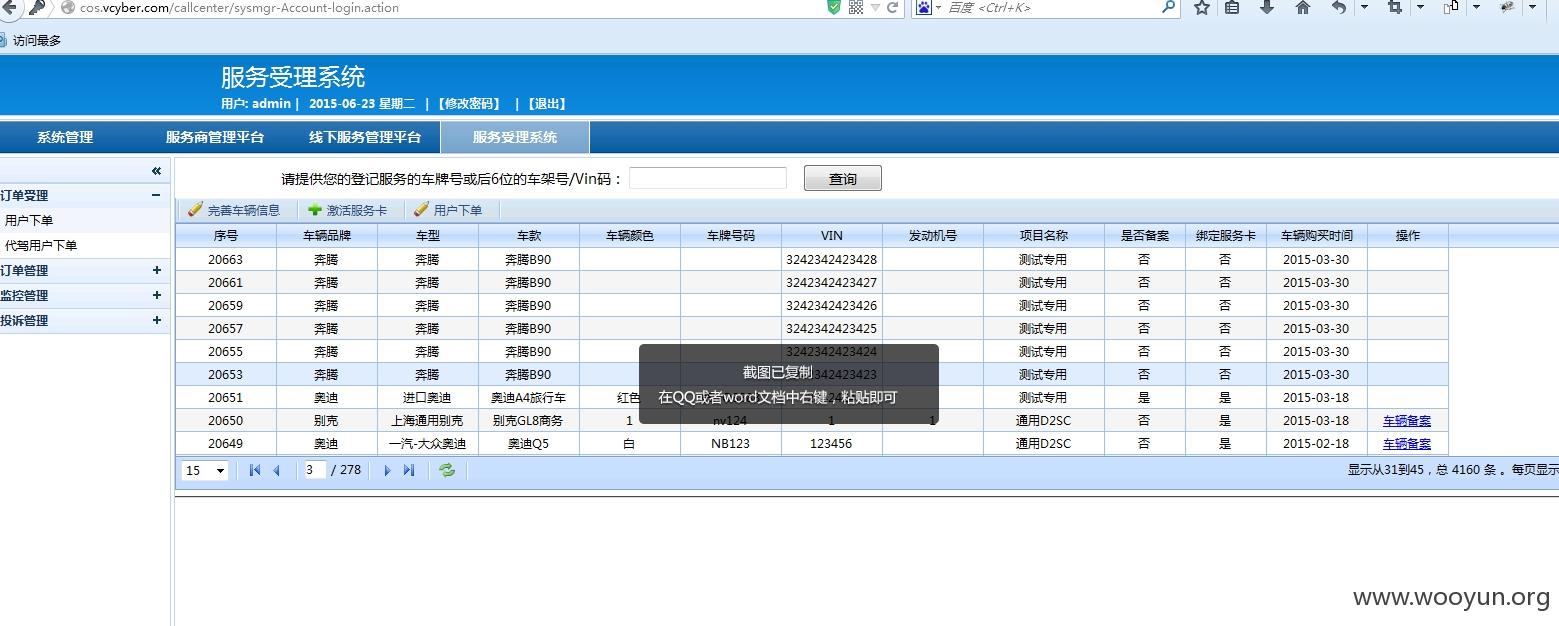 cos.vcyber.com/callcenter/sysmgr-Account-login.action 百度 <Ctrl+K>
访问最多
服务受理系统
用户: admin | 2015-06-23 星期二 | 【修改密码】 | 【退出】
系统管理 服务商管理平台 线下服务管理平台 服务受理系统
«
订单受理
用户下单
代驾用户下单
订单管理
监控管理
投诉管理
请提供您的登记服务的车牌号或后6位的车架号/Vin码： 查询
完善车辆信息 激活服务卡 用户下单
序号 车辆品牌 车型 车款 车辆颜色 车牌号码 VIN 发动机号 项目名称 是否备案 绑定服务卡 车辆购买时间 操作
20663 奔腾 奔腾 奔腾B90 3242342423428 测试专用 否 否 2015-03-30
20661 奔腾 奔腾 奔腾B90 3242342423427 测试专用 否 否 2015-03-30
20659 奔腾 奔腾 奔腾B90 3242342423426 测试专用 否 否 2015-03-30
20657 奔腾 奔腾 奔腾B90 3242342423425 测试专用 否 否 2015-03-30
20655 奔腾 奔腾 奔腾B90 3242342423424 测试专用 否 否 2015-03-30
20653 奔腾 奔腾 奔腾B90 342423423 测试专用 否 否 2015-03-30
20651 奥迪 进口奥迪 奥迪A4旅行车 红色 测试专用 是 是 2015-03-18
20650 别克 上海通用别克 别克GL8商务 1 nv124 1 1 通用D2SC 否 是 2015-03-18 车辆备案
20649 奥迪 一汽-大众奥迪 奥迪Q5 白 NB123 123456 通用D2SC 否 是 2015-02-18 车辆备案
截图已复制
在QQ或者word文档中右键，粘贴即可
15 3 / 278 显示从31到45，总 4160 条 。每页显示
www.wooyun.org